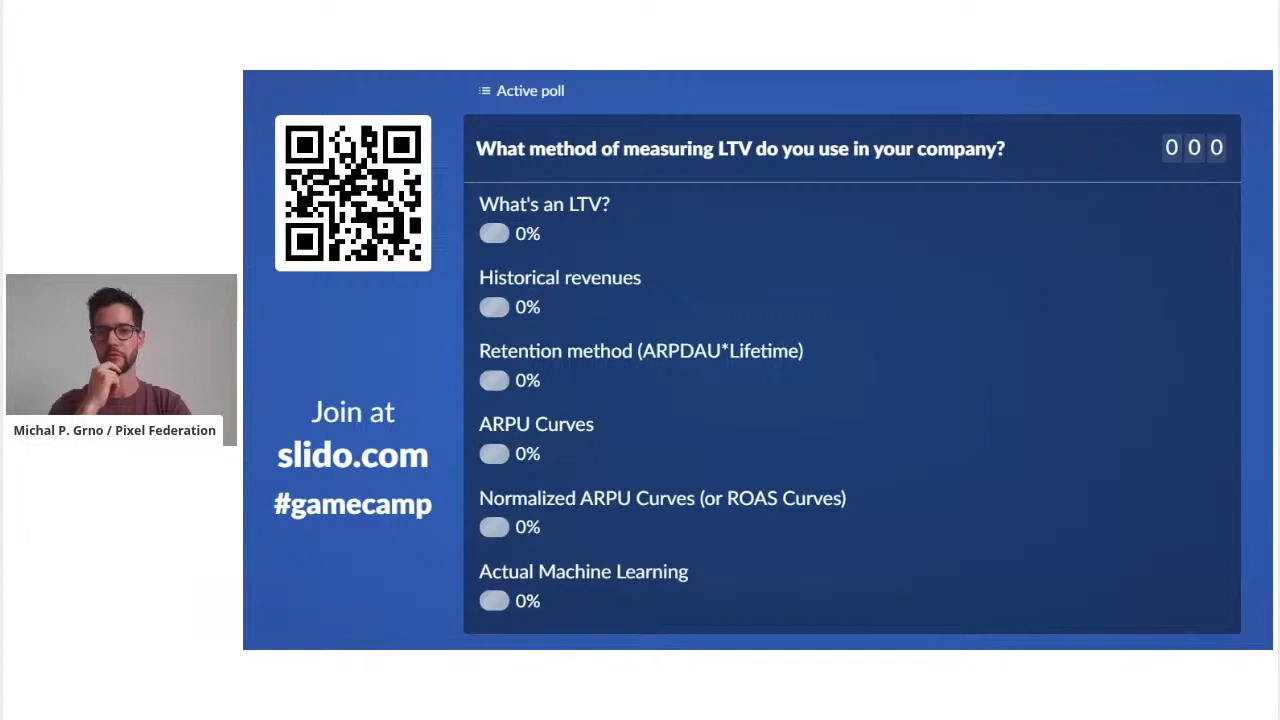 Active poll
What method of measuring LTV do you use in your company?
0 0 0
What's an LTV?
0%
Historical revenues
0%
Retention method (ARPDAU*Lifetime)
0%
ARPU Curves
0%
Normalized ARPU Curves (or ROAS Curves)
0%
Actual Machine Learning
0%
Join at
slido.com
#gamecamp
Michal P. Grno / Pixel Federation